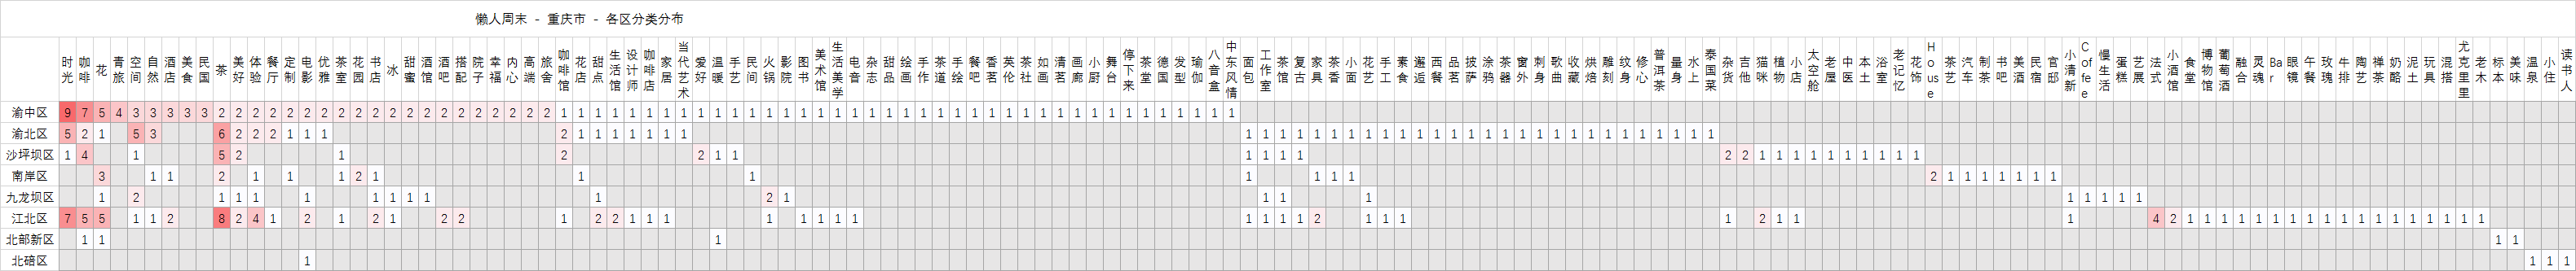 懒人周末 - 重庆市 - 各区分类分布
时光 咖啡 花 青旅 空间 自然 酒店 美食 民国 茶 美好 体验 餐厅 定制 电影 优雅 茶室 花园 书店 冰 甜蜜 酒馆 酒吧 搭配 院子 幸福 内心 高端 旅舍 咖啡馆 花店 甜点 生活馆 设计师 咖啡店 家居 当代艺术 爱好 温暖 手艺 民间 火锅 影院 图书 美术馆 生活美学 电音 杂志 甜品 绘画 手作 茶道 手绘 餐吧 香茗 英伦 茶社 如画 清茗 画廊 小厨 舞台 停下来 茶堂 德国 发型 瑜伽 八音盒 中东风情 面包 工作室 茶馆 复古 家具 茶香 小面 花艺 手工 素食 邂逅 西餐 品茗 披萨 涂鸦 茶器 窗外 刺身 歌曲 收藏 烘焙 雕刻 纹身 修心 普洱茶 量身 水上 泰国菜 杂货 吉他 猫咪 植物 小店 太空舱 老屋 中医 本土 浴室 老记忆 花饰 House 茶艺 汽车 制茶 书吧 美酒 民宿 官邸 小清新 Coffee 慢生活 蛋糕 艺展 法式 小酒馆 食堂 博物馆 葡萄酒 融合 灵魂 Bar 眼镜 午餐 玫瑰 牛排 陶艺 禅茶 奶酪 泥土 玩具 混搭 尤克里里 老木 标本 美味 温泉 小住 读书人
渝中区 9 7 5 4 3 3 3 3 3 2 2 2 2 2 2 2 2 2 2 2 2 2 2 2 2 2 2 2 2 1 1 1 1 1 1 1 1 1 1 1 1 1 1 1 1 1 1 1 1 1 1 1 1 1 1 1 1 1 1 1 1 1 1 1 1 1 1 1 1
渝北区 5 2 1 5 3 6 2 2 2 1 1 1 2 1 1 1 1 1 1 1 1 1 1 1 1 1 1 1 1 1 1 1 1 1 1 1 1 1 1 1 1 1 1 1 1 1 1 1
沙坪坝区 1 4 1 5 2 1 2 2 1 1 1 1 1 1 2 2 1 1 1 1 1 1 1 1 1 1
南岸区 3 1 1 2 1 1 1 2 1 1 1 1 1 1 1 2 1 1 1 1 1 1 1
九龙坡区 1 2 1 1 1 1 1 1 1 1 1 2 1 1 1 1 1 1 1 1 1
江北区 7 5 5 1 1 2 8 2 4 1 2 1 2 1 2 2 1 2 2 1 1 1 1 1 1 1 1 1 1 1 1 2 1 1 1 1 2 1 1 1 4 2 1 1 1 1 1 1 1 1 1 1 1 1 1 1 1 1 1 1
北部新区 1 1 1 1 1
北碚区 1 1 1 1